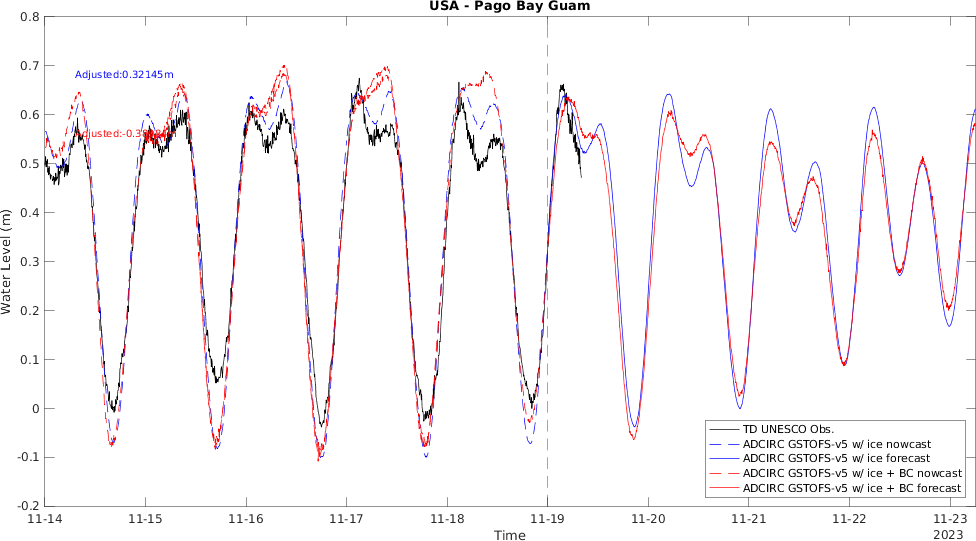 USA - Pago Bay Guam
0.8
0.7
Adjusted:0.32145m
0.6
0.5
0.4
Water Level (m)
0.3
0.2
0.1
0
-0.1
-0.2
TD UNESCO Obs.
ADCIRC GSTOFS-v5 w/ ice nowcast
ADCIRC GSTOFS-v5 w/ ice forecast
ADCIRC GSTOFS-v5 w/ ice + BC nowcast
ADCIRC GSTOFS-v5 w/ ice + BC forecast
11-14
11-15
11-16
11-17
11-18
11-19
11-20
11-21
11-22
11-23
Time
2023